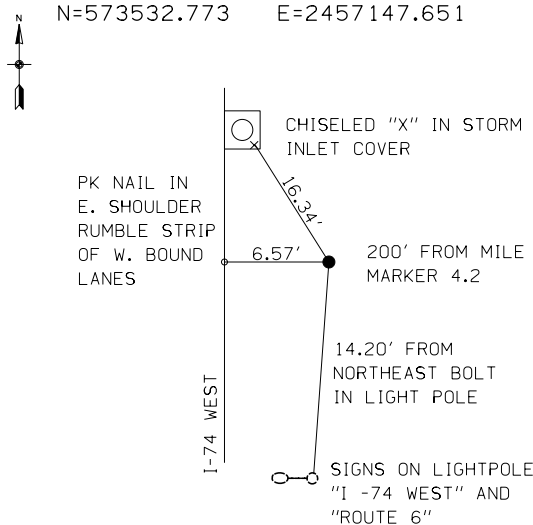 N
N=573532.773 E=2457147.651
CHISELED "X" IN STORM
INLET COVER
16.34'
PK NAIL IN
E. SHOULDER
RUMBLE STRIP
OF W. BOUND
LANES
6.57'
200' FROM MILE
MARKER 4.2
14.20' FROM
NORTHEAST BOLT
IN LIGHT POLE
I-74 WEST
SIGNS ON LIGHTPOLE
"I -74 WEST" AND
"ROUTE 6"